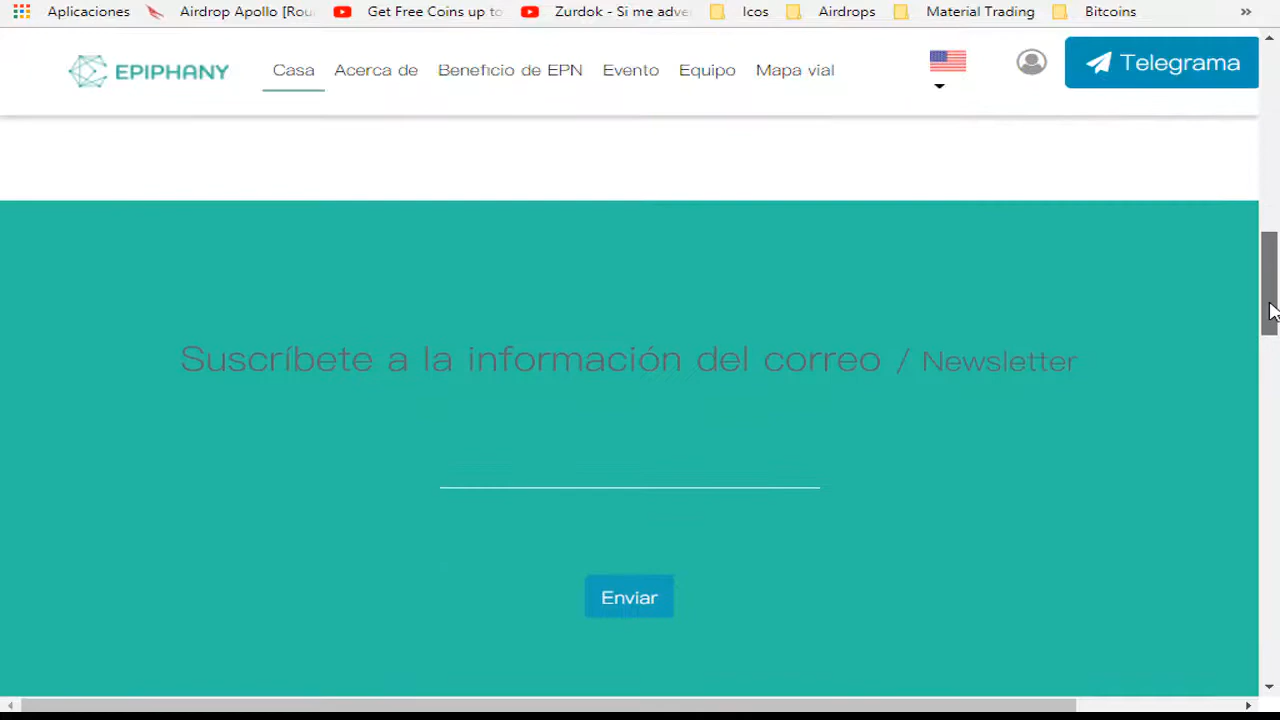 Aplicaciones Airdrop Apollo [Rou Get Free Coins up to Zurdok - Si me adve Icos Airdrops Material Trading Bitcoins »
EPIPHANY Casa Acerca de Beneficio de EPN Evento Equipo Mapa vial Telegrama
Suscríbete a la información del correo / Newsletter
Enviar